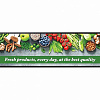 Fresh products, every day, at the best quality